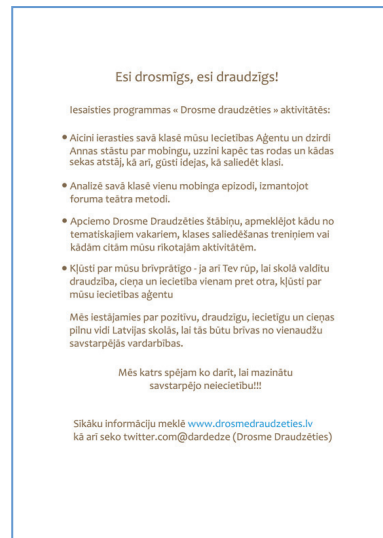 Esi drosmīgs, esi draudzīgs!
Iesaisties programmas « Drosme draudzēties » aktivitātēs:
• Aicini ierasties savā klasē mūsu Iecietības Aģentu un dzirdi
Annas stāstu par mobingu, uzzini kapēc tas rodas un kādas
sekas atstāj, kā arī, gūsti idejas, kā saliedēt klasi.
• Analizē savā klasē vienu mobinga epizodi, izmantojot
foruma teātra metodi.
• Apciemo Drosme Draudzēties štābiņu, apmeklējot kādu no
tematiskajiem vakariem, klases saliedēšanas treniņiem vai
kādām citām mūsu rīkotajām aktivitātēm.
• Kļūsti par mūsu brīvprātīgo - ja arī Tev rūp, lai skolā valdītu
draudzība, cieņa un iecietība vienam pret otra, kļūsti par
mūsu iecietības aģentu
Mēs iestājamies par pozitīvu, draudzīgu, iecietīgu un cieņas
pilnu vidi Latvijas skolās, lai tās būtu brīvas no vienaudžu
savstarpējās vardarbības.
Mēs katrs spējam ko darīt, lai mazinātu
savstarpējo neiecietību!!!
Sīkāku informāciju meklē www.drosmedraudzeties.lv
kā arī seko twitter.com@dardedze (Drosme Draudzēties)